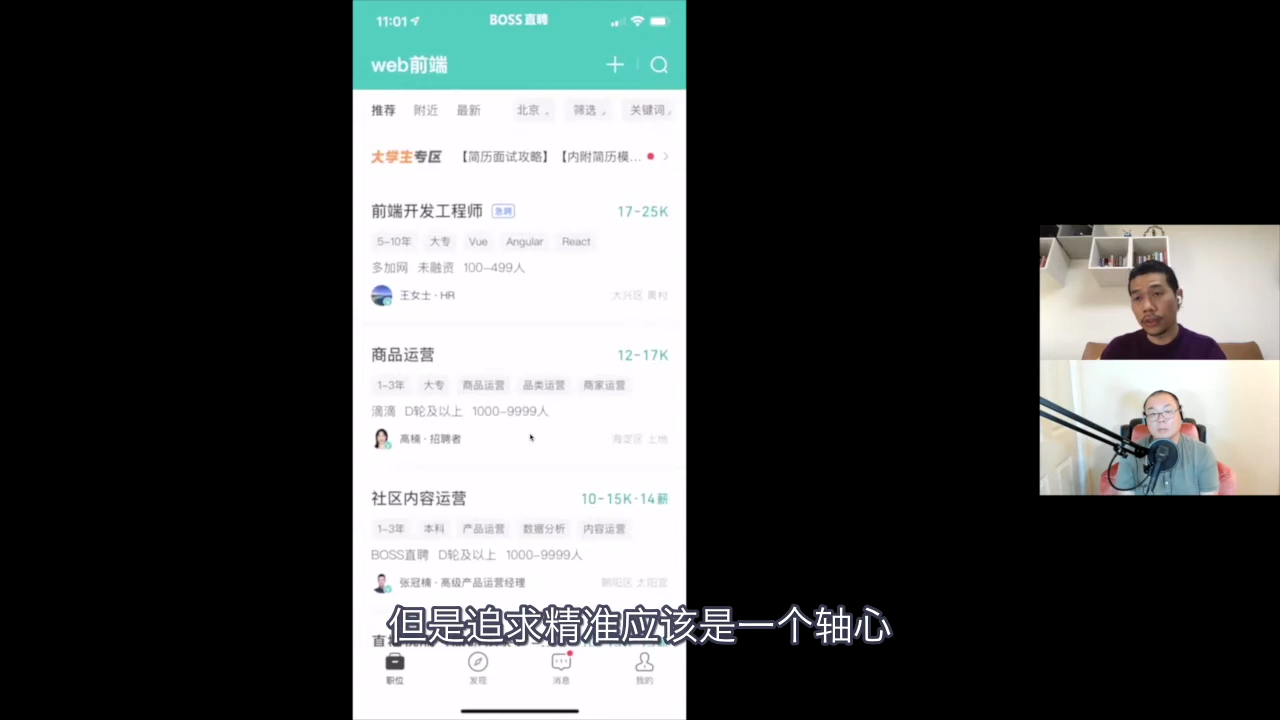 11:01
BOSS 直聘
web前端
推荐 附近 最新 北京 筛选 关键词
大学生专区 【简历面试攻略】【内附简历模...
前端开发工程师 急聘 17-25K
5-10年 大专 Vue Angular React
多加网 未融资 100-499人
王女士·HR 大兴区 黄村
商品运营 12-17K
1-3年 大专 商品运营 品类运营 商家运营
滴滴 D轮及以上 1000-9999人
高楠·招聘者 海淀区 上地
社区内容运营 10-15K·14薪
1-3年 本科 产品运营 数据分析 内容运营
BOSS直聘 D轮及以上 1000-9999人
张冠楠·高级产品运营经理 朝阳区 太阳宫
但是追求精准应该是一个轴心
职位 发现 消息 我的